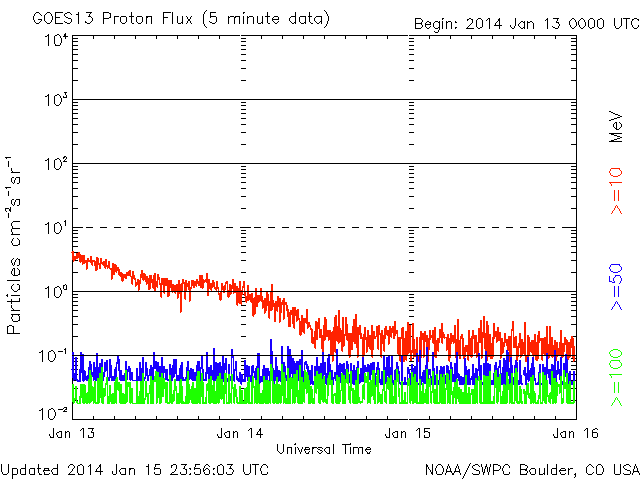 GOES13 Proton Flux (5 minute data)
Begin: 2014 Jan 13 0000 UTC
Particles cm⁻²s⁻¹sr⁻¹
10⁴
10³
10²
10¹
10⁰
10⁻¹
10⁻²
Jan 13
Jan 14
Jan 15
Jan 16
Universal Time
>=10 MeV
>=50
>=100
Updated 2014 Jan 15 23:56:03 UTC
NOAA/SWPC Boulder, CO USA